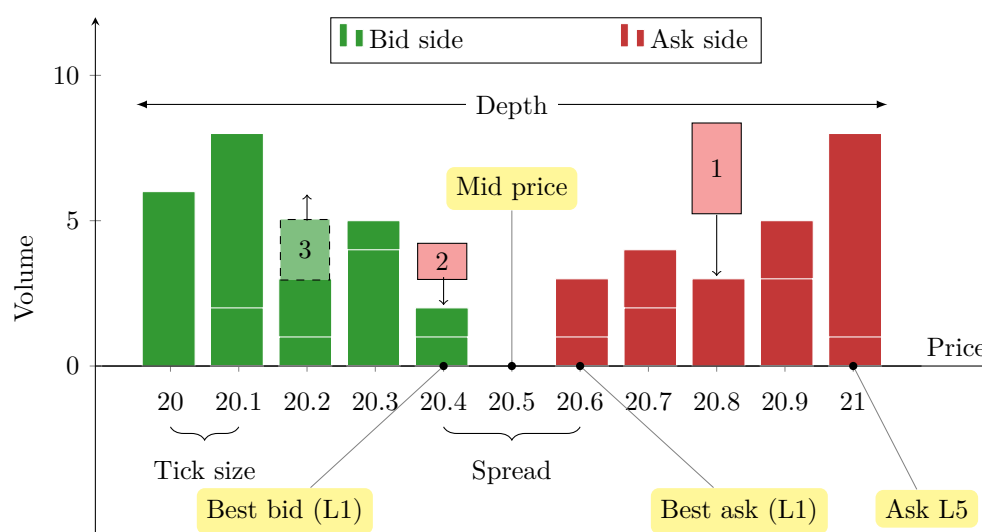 Bid side
Ask side
10
Depth
1
Mid price
5
3
2
Volume
Price
0
20 20.1 20.2 20.3 20.4 20.5 20.6 20.7 20.8 20.9 21
Tick size
Spread
Best bid (L1)
Best ask (L1)
Ask L5